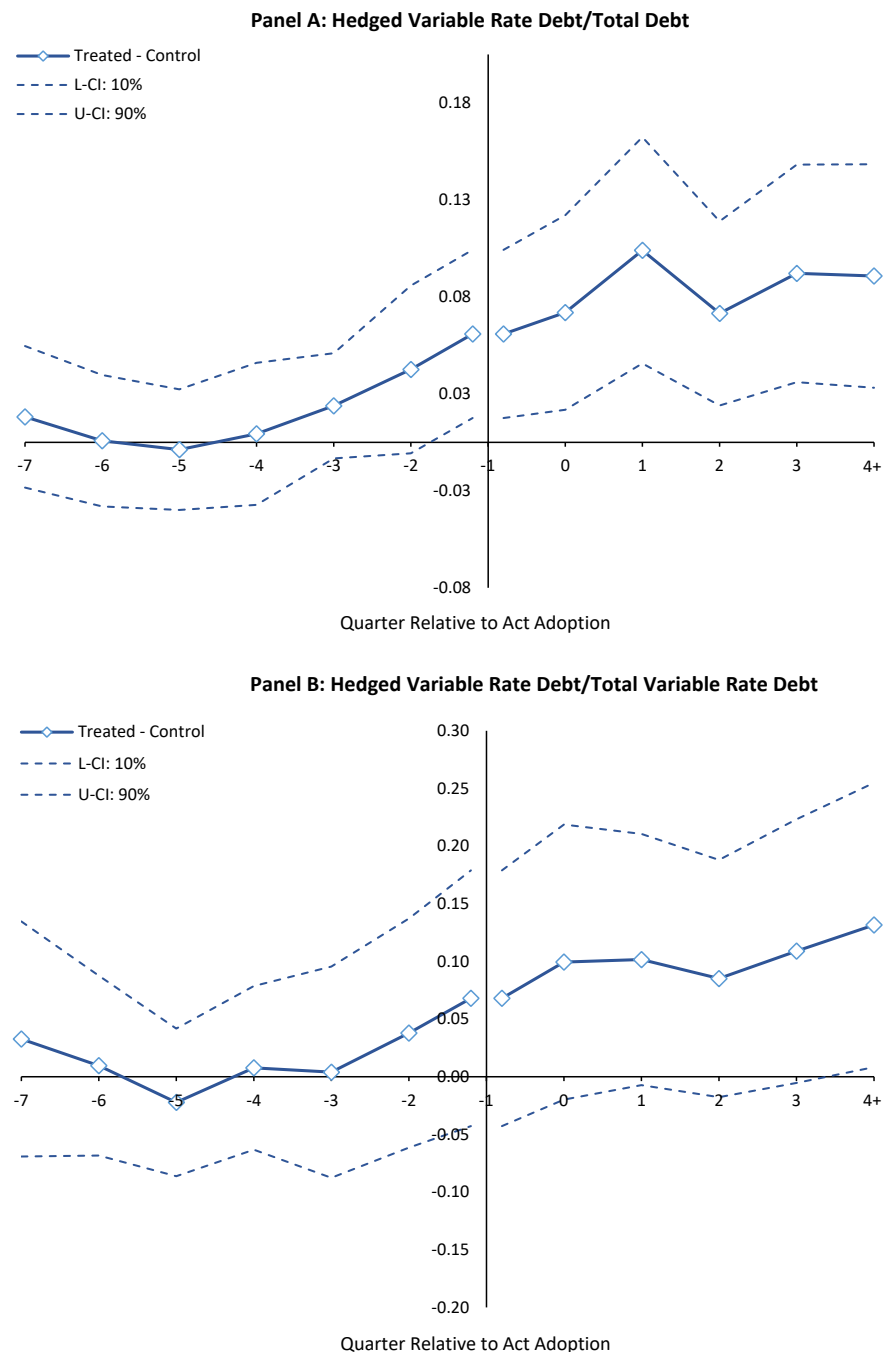 Panel A: Hedged Variable Rate Debt/Total Debt
Treated - Control
L-CI: 10%
U-CI: 90%
0.18
0.13
0.08
0.03
-7 -6 -5 -4 -3 -2 -1 0 1 2 3 4+
-0.03
-0.08
Quarter Relative to Act Adoption
Panel B: Hedged Variable Rate Debt/Total Variable Rate Debt
Treated - Control
L-CI: 10%
U-CI: 90%
0.30
0.25
0.20
0.15
0.10
0.05
0.00
-7 -6 -5 -4 -3 -2 -1 0 1 2 3 4+
-0.05
-0.10
-0.15
-0.20
Quarter Relative to Act Adoption